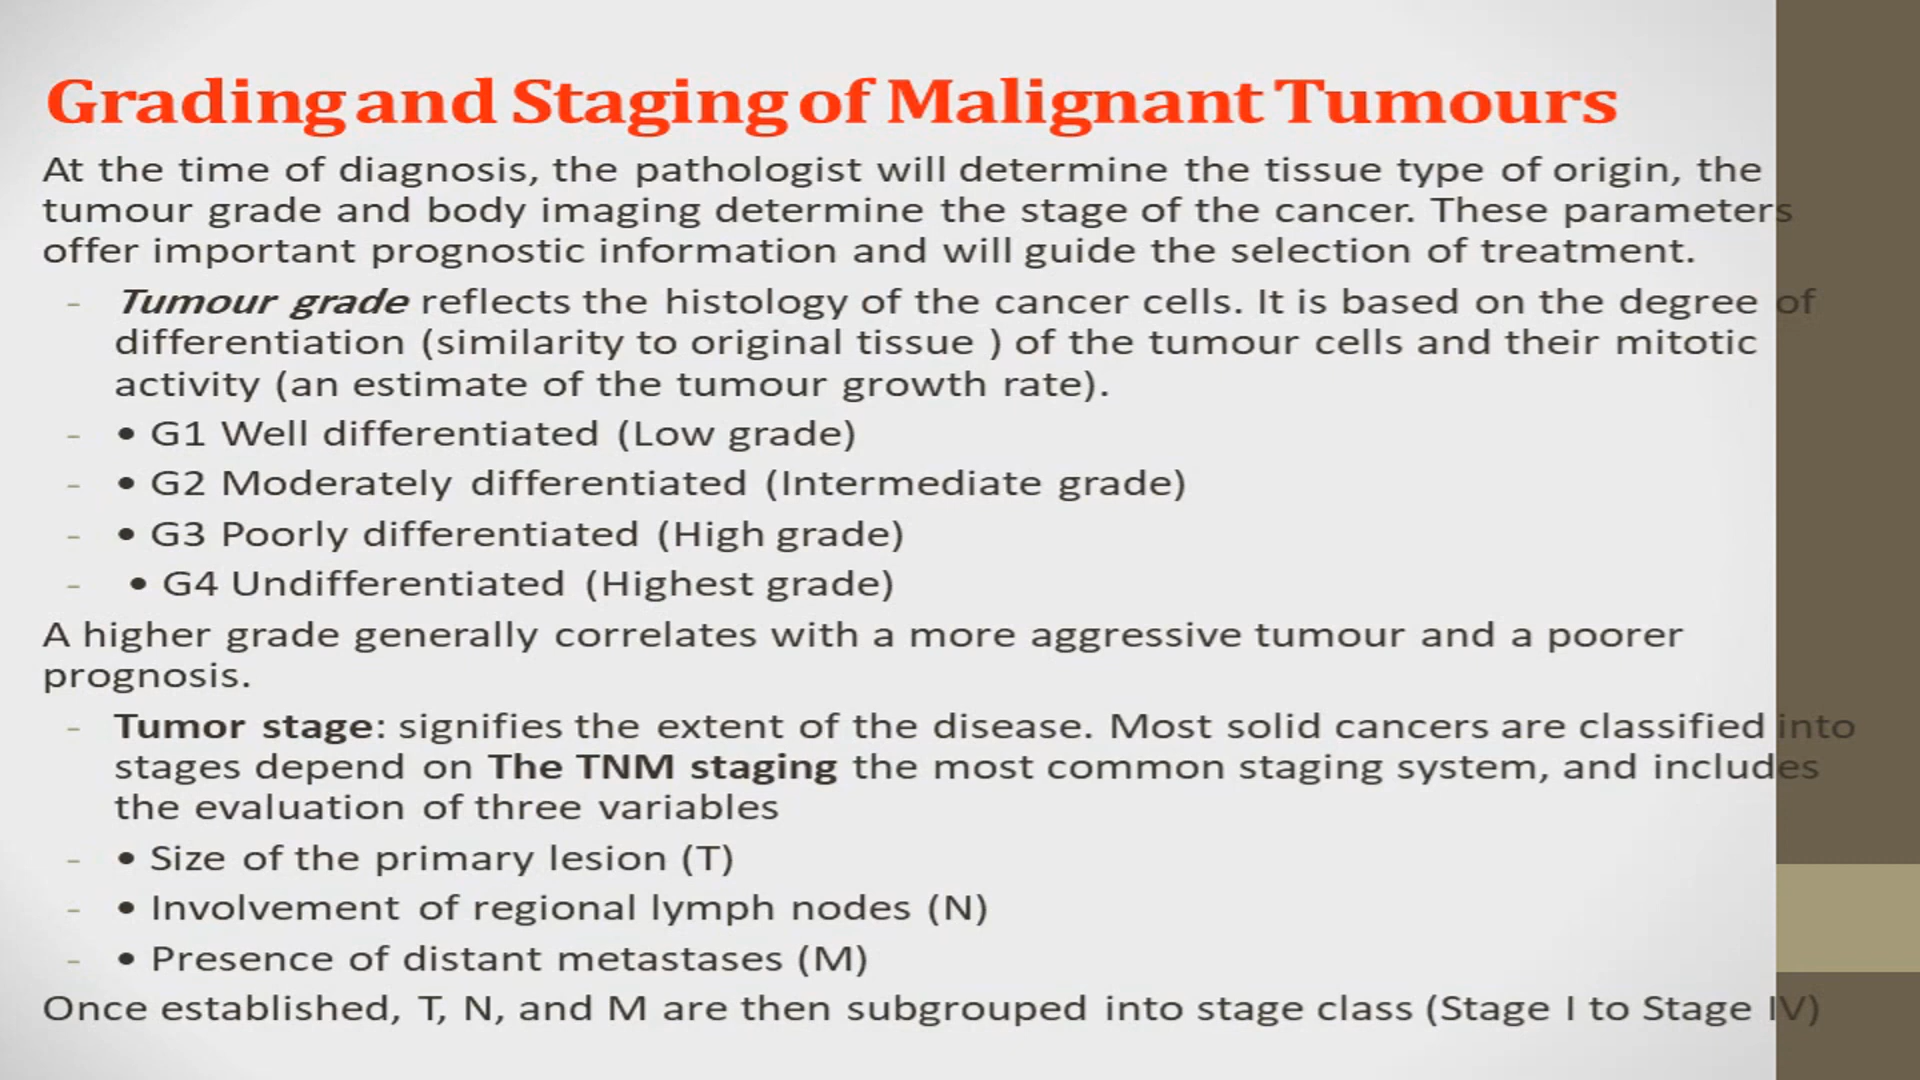 Grading and Staging of Malignant Tumours
At the time of diagnosis, the pathologist will determine the tissue type of origin, the
tumour grade and body imaging determine the stage of the cancer. These parameters
offer important prognostic information and will guide the selection of treatment.
- Tumour grade reflects the histology of the cancer cells. It is based on the degree of
differentiation (similarity to original tissue ) of the tumour cells and their mitotic
activity (an estimate of the tumour growth rate).
- • G1 Well differentiated (Low grade)
- • G2 Moderately differentiated (Intermediate grade)
- • G3 Poorly differentiated (High grade)
- • G4 Undifferentiated (Highest grade)
A higher grade generally correlates with a more aggressive tumour and a poorer
prognosis.
- Tumor stage: signifies the extent of the disease. Most solid cancers are classified into
stages depend on The TNM staging the most common staging system, and includes
the evaluation of three variables
- • Size of the primary lesion (T)
- • Involvement of regional lymph nodes (N)
- • Presence of distant metastases (M)
Once established, T, N, and M are then subgrouped into stage class (Stage I to Stage IV)